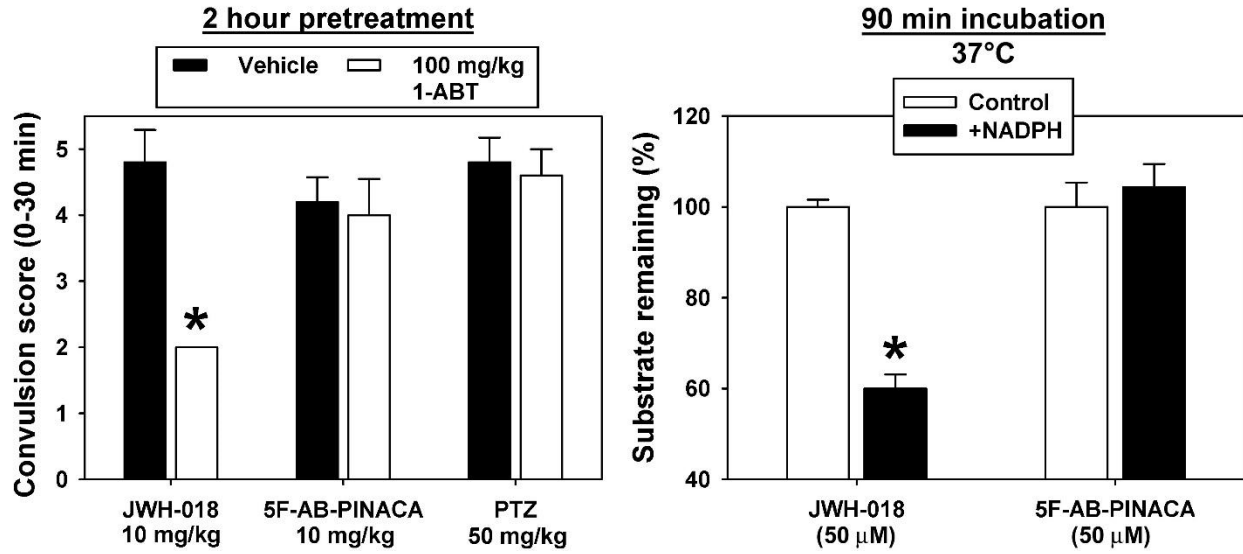 2 hour pretreatment
Vehicle
100 mg/kg
1-ABT
Convulsion score (0-30 min)
5
4
3
2
1
0
*
JWH-018
10 mg/kg
5F-AB-PINACA
10 mg/kg
PTZ
50 mg/kg
90 min incubation
37°C
Control
+NADPH
Substrate remaining (%)
120
100
80
60
40
*
JWH-018
(50 μM)
5F-AB-PINACA
(50 μM)